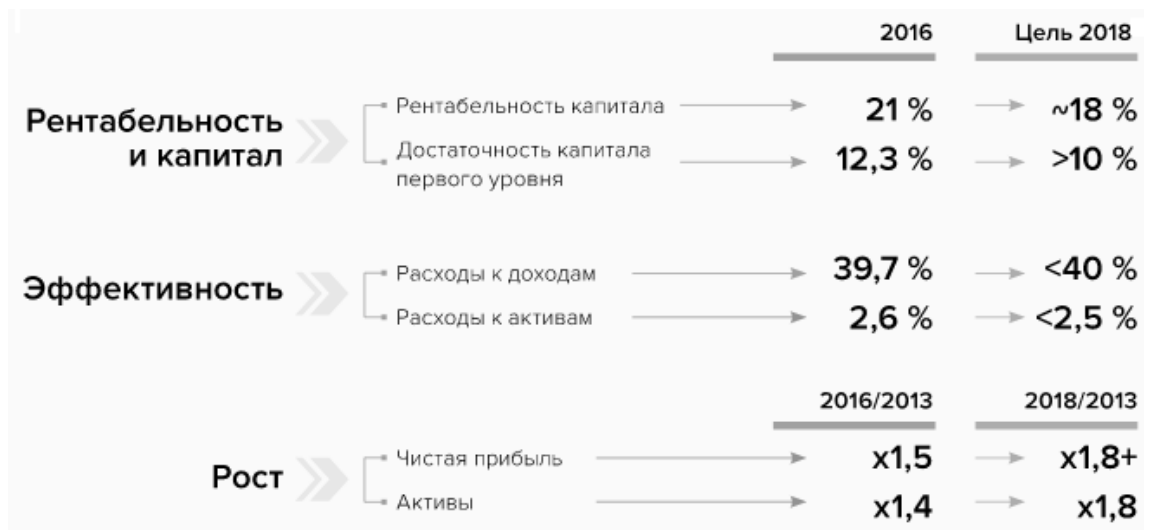 2016 Цель 2018
Рентабельность
и капитал
Рентабельность капитала 21 % ~18 %
Достаточность капитала
первого уровня 12,3 % >10 %
Эффективность
Расходы к доходам 39,7 % <40 %
Расходы к активам 2,6 % <2,5 %
2016/2013 2018/2013
Рост
Чистая прибыль x1,5 x1,8+
Активы x1,4 x1,8